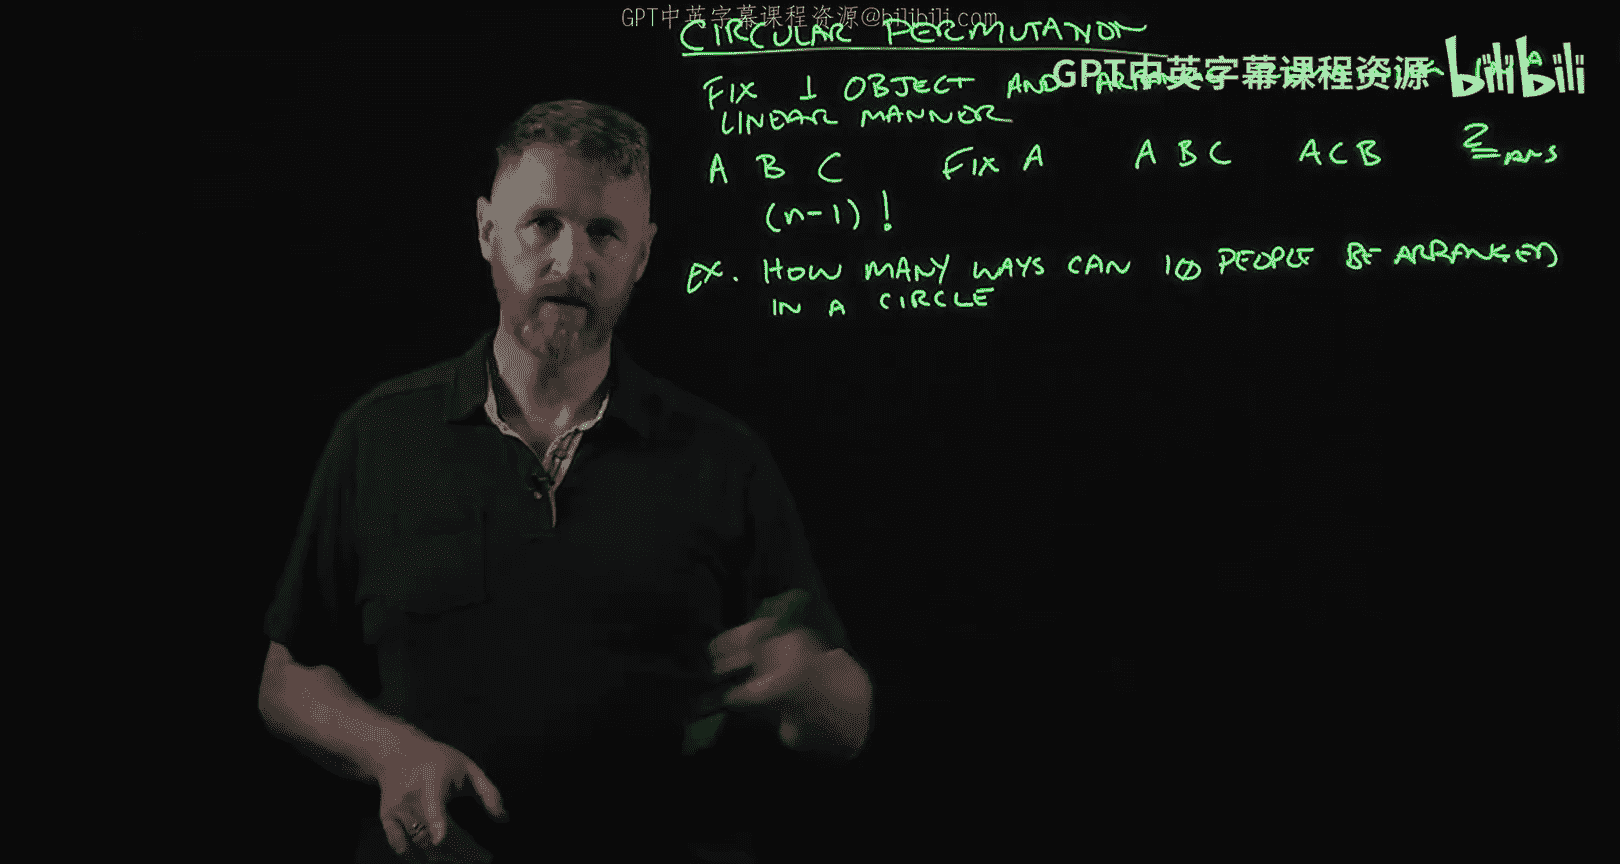 GPT中英字幕课程资源@bilibili.com
CIRCULAR PERMUTATION
GPT中英字幕课程资源 bilibili
FIX 1 OBJECT AND
LINEAR MANNER
A B C FIX A A B C A C B 2
(n-1)!
EX. HOW MANY WAYS CAN 10 PEOPLE BE ARRANGED
IN A CIRCLE